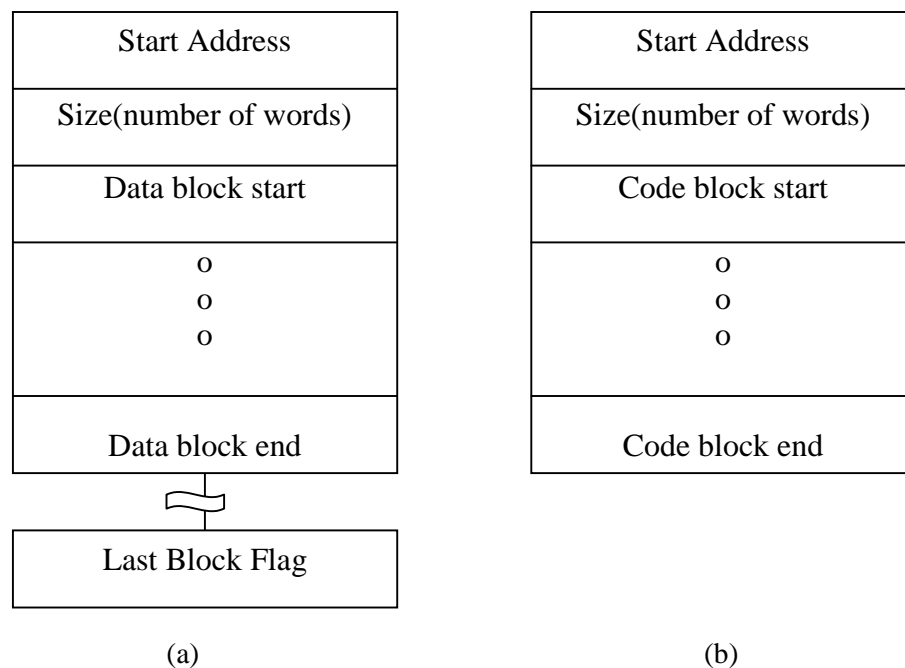 Start Address
Size(number of words)
Data block start
o
o
o
Data block end
Last Block Flag
(a)
Start Address
Size(number of words)
Code block start
o
o
o
Code block end
(b)